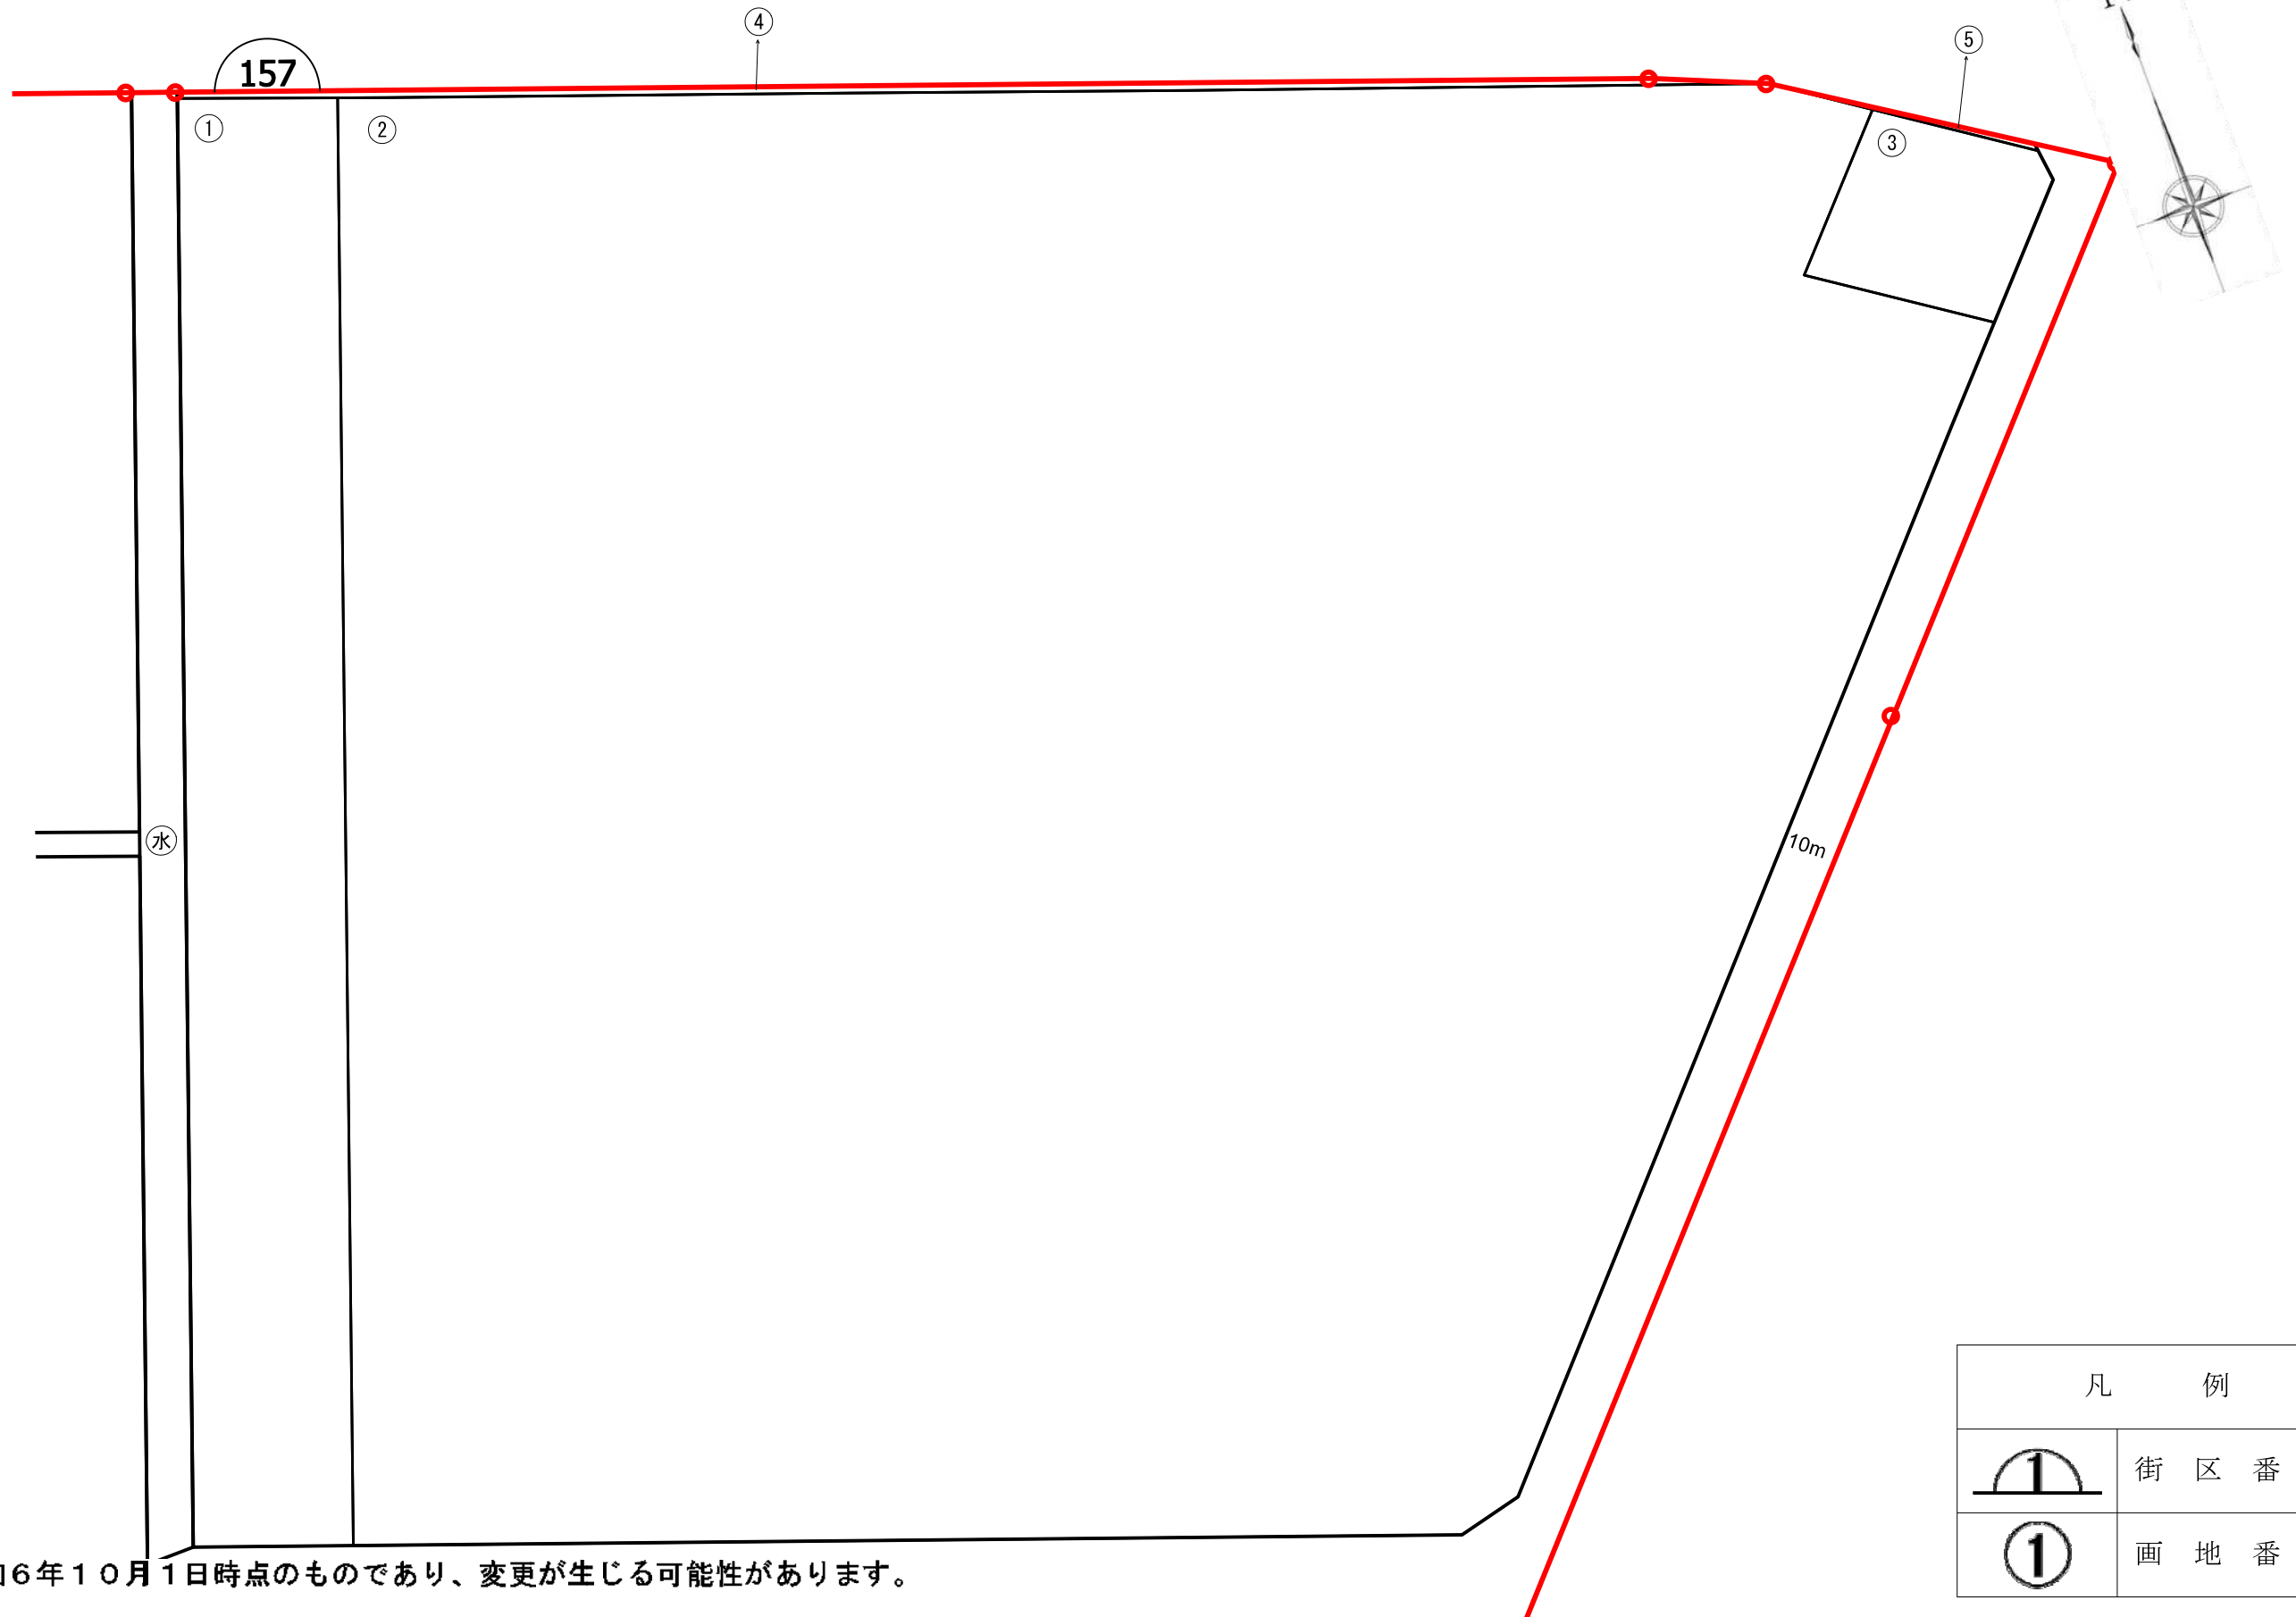 ④
⑤
157
①
②
③
水
10m
凡 例
1
街 区 番
1
画 地 番
6年10月1日時点のものであり、変更が生じる可能性があります。